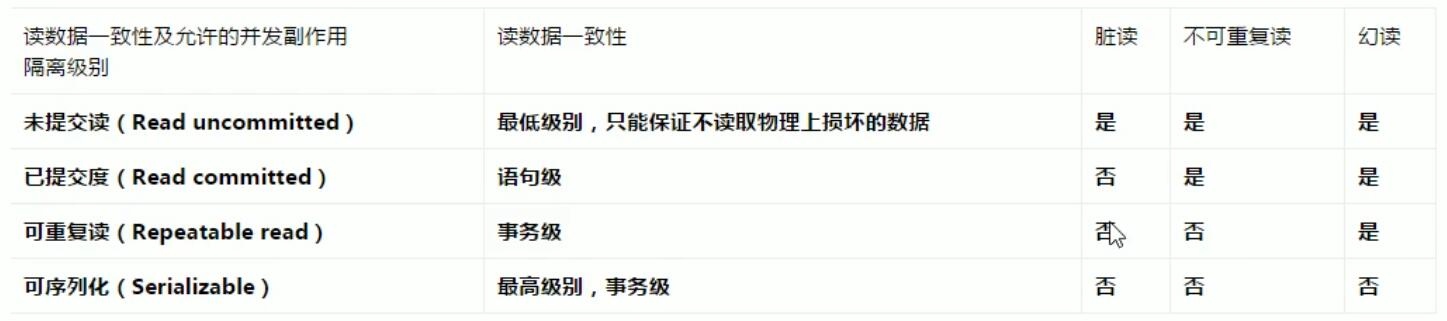 读数据一致性及允许的并发副作用 读数据一致性 脏读 不可重复读 幻读
隔离级别
未提交读（Read uncommitted） 最低级别，只能保证不读取物理上损坏的数据 是 是 是
已提交度（Read committed） 语句级 否 是 是
可重复读（Repeatable read） 事务级 否 否 是
可序列化（Serializable） 最高级别，事务级 否 否 否